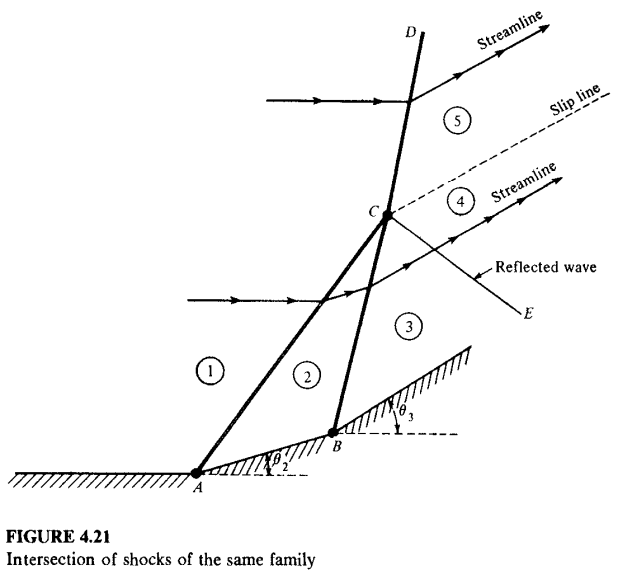 D
Streamline
5
Slip line
C
4
Streamline
Reflected wave
E
3
1
2
θ3
B
θ2
A
FIGURE 4.21
Intersection of shocks of the same family